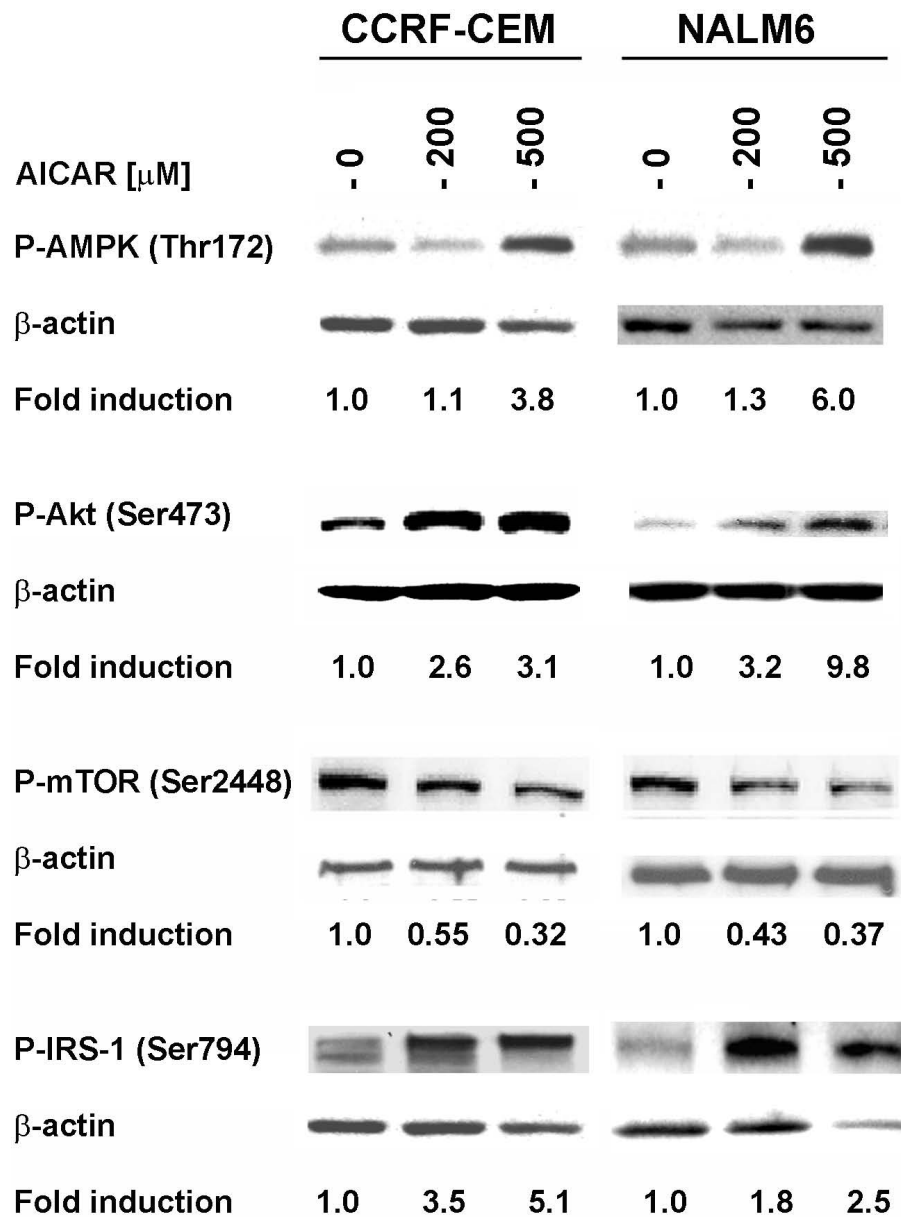 CCRF-CEM NALM6
AICAR [μM] - 0 - 200 - 500 - 0 - 200 - 500
P-AMPK (Thr172)
β-actin
Fold induction 1.0 1.1 3.8 1.0 1.3 6.0
P-Akt (Ser473)
β-actin
Fold induction 1.0 2.6 3.1 1.0 3.2 9.8
P-mTOR (Ser2448)
β-actin
Fold induction 1.0 0.55 0.32 1.0 0.43 0.37
P-IRS-1 (Ser794)
β-actin
Fold induction 1.0 3.5 5.1 1.0 1.8 2.5